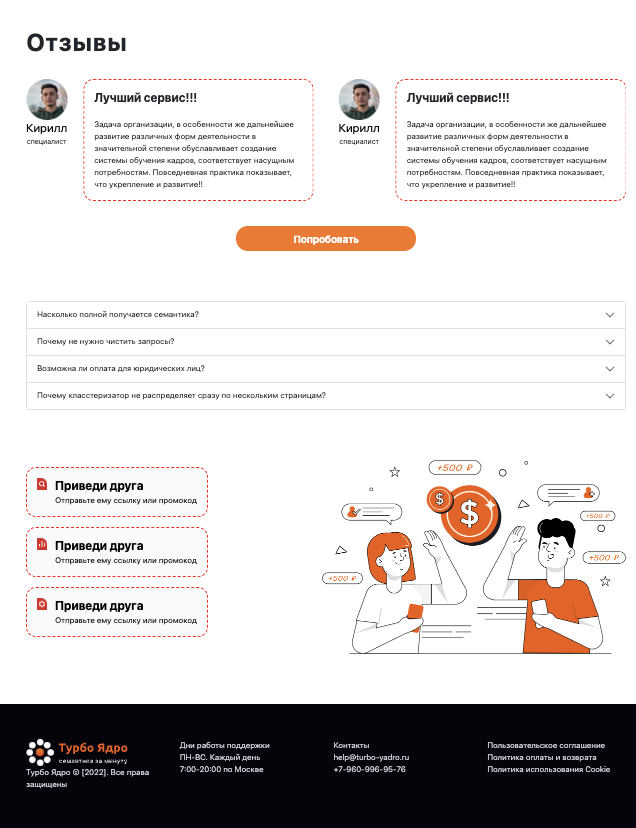 Отзывы
Лучший сервис!!!
Задача организации, в особенности же дальнейшее
развитие различных форм деятельности в
значительной степени обуславливает создание
системы обучения кадров, соответствует насущным
потребностям. Повседневная практика показывает,
что укрепление и развитие!!
Кирилл
специалист
Лучший сервис!!!
Задача организации, в особенности же дальнейшее
развитие различных форм деятельности в
значительной степени обуславливает создание
системы обучения кадров, соответствует насущным
потребностям. Повседневная практика показывает,
что укрепление и развитие!!
Кирилл
специалист
Попробовать
Насколько полной получается семантика?
Почему не нужно чистить запросы?
Возможна ли оплата для юридических лиц?
Почему класстеризатор не распределяет сразу по нескольким страницам?
Приведи друга
Отправьте ему ссылку или промокод
Приведи друга
Отправьте ему ссылку или промокод
Приведи друга
Отправьте ему ссылку или промокод
+500 ₽
$
$
+500 ₽
+500 ₽
+500 ₽
Турбо Ядро
семантика за минуту
Турбо Ядро © [2022]. Все права
защищены
Дни работы поддержки
ПН-ВС. Каждый день
7:00-20:00 по Москве
Контакты
help@turbo-yadro.ru
+7-960-996-95-76
Пользовательское соглашение
Политика оплаты и возврата
Политика использования Cookie